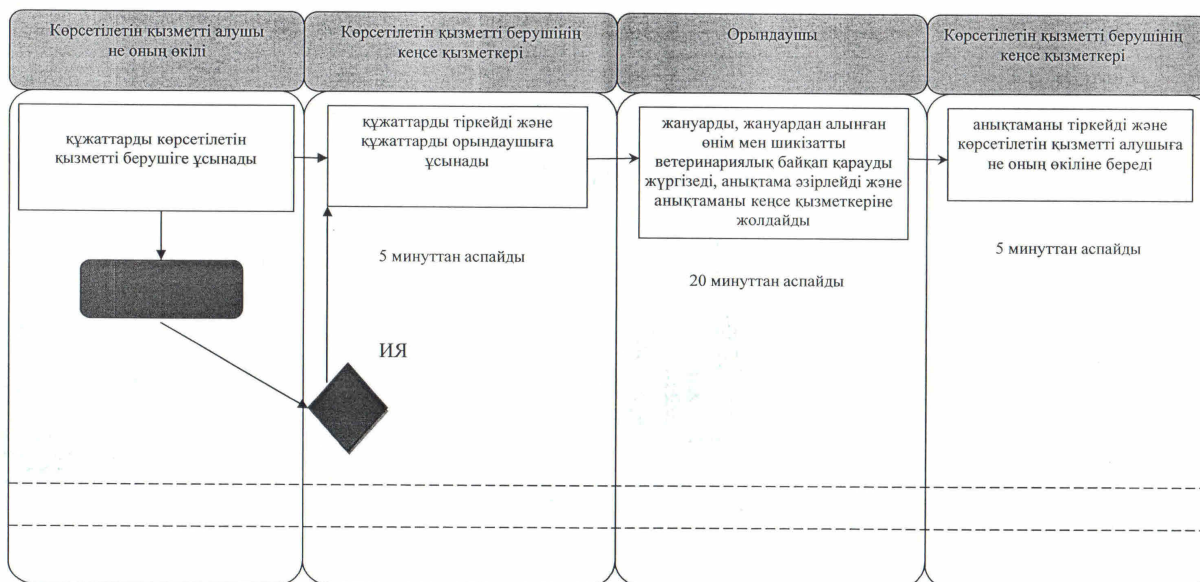 Көрсетілетін қызметті алушы
не оның өкілі
Көрсетілетін қызметті берушінің
кеңсе қызметкері
Орындаушы
Көрсетілетін қызметті берушінің
кеңсе қызметкері
құжаттарды көрсетілетін
қызметті берушіге ұсынады
құжаттарды тіркейді және
құжаттарды орындаушыға
ұсынады
жануарды, жануардан алынған
өнім мен шикізатты
ветеринариялық байқап қарауды
жүргізеді, анықтама әзірлейді және
анықтаманы кеңсе қызметкеріне
жолдайды
анықтаманы тіркейді және
көрсетілетін қызметті алушыға
не оның өкіліне береді
5 минуттан аспайды
20 минуттан аспайды
5 минуттан аспайды
ИЯ